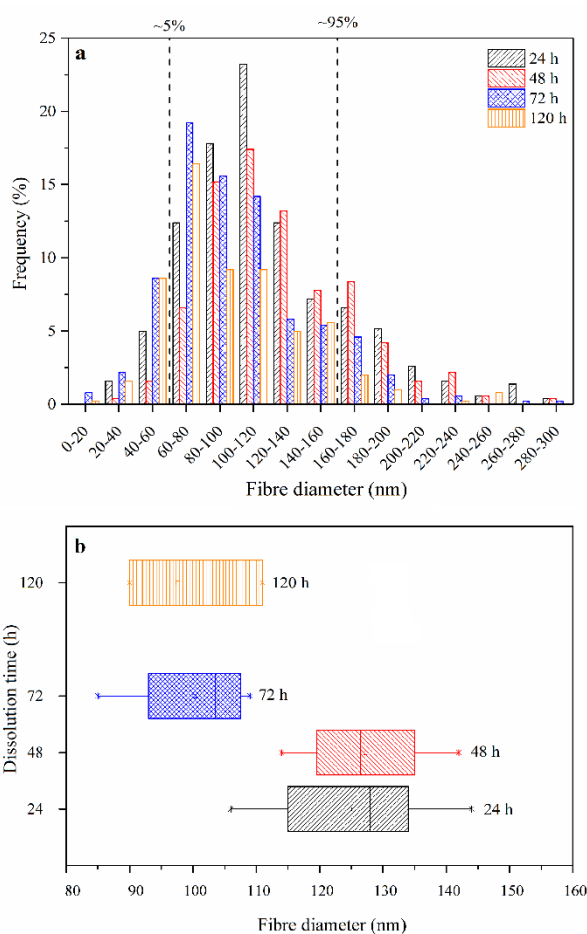 ~5%
~95%
a
24 h
48 h
72 h
120 h
25
20
15
10
5
0
Frequency (%)
0-20
20-40
40-60
60-80
80-100
100-120
120-140
140-160
160-180
180-200
200-220
220-240
240-260
260-280
280-300
Fibre diameter (nm)
b
120
72
48
24
Dissolution time (h)
120 h
72 h
48 h
24 h
80
90
100
110
120
130
140
150
160
Fibre diameter (nm)